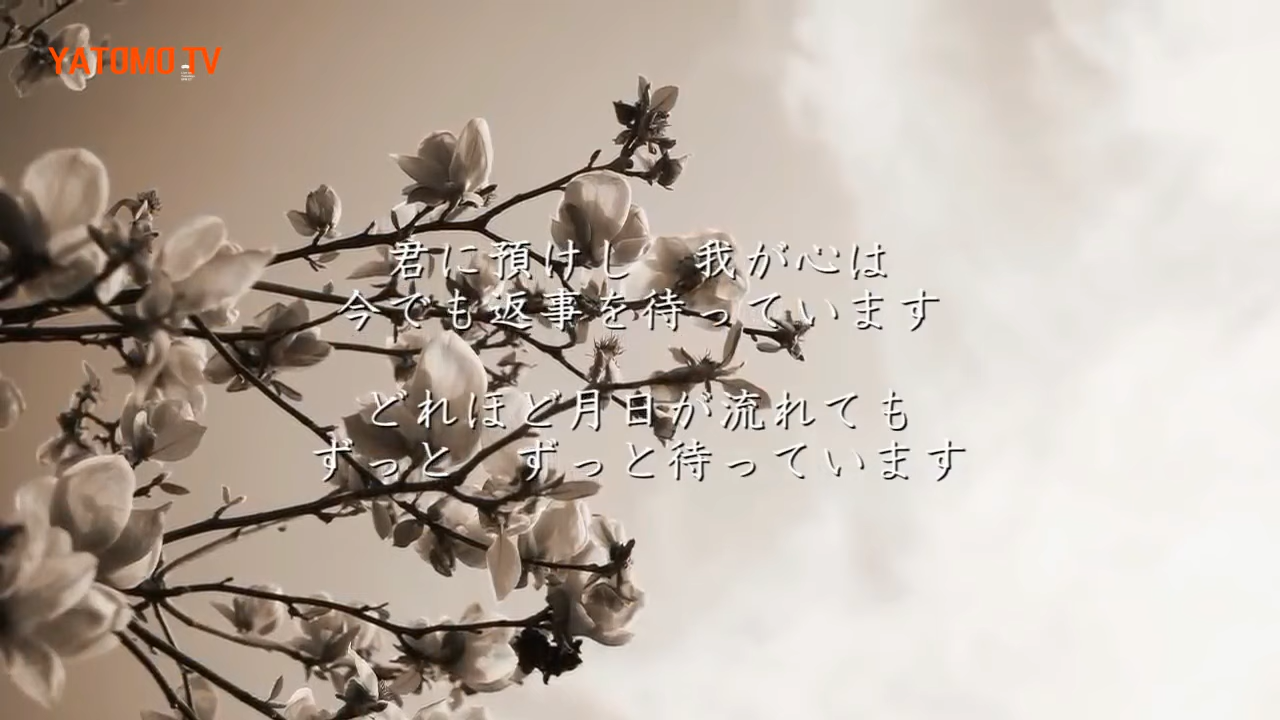 YATOMO TV
君に預けし　我が心は
今でも返事を待っています
どれほど月日が流れても
ずっと　ずっと待っています